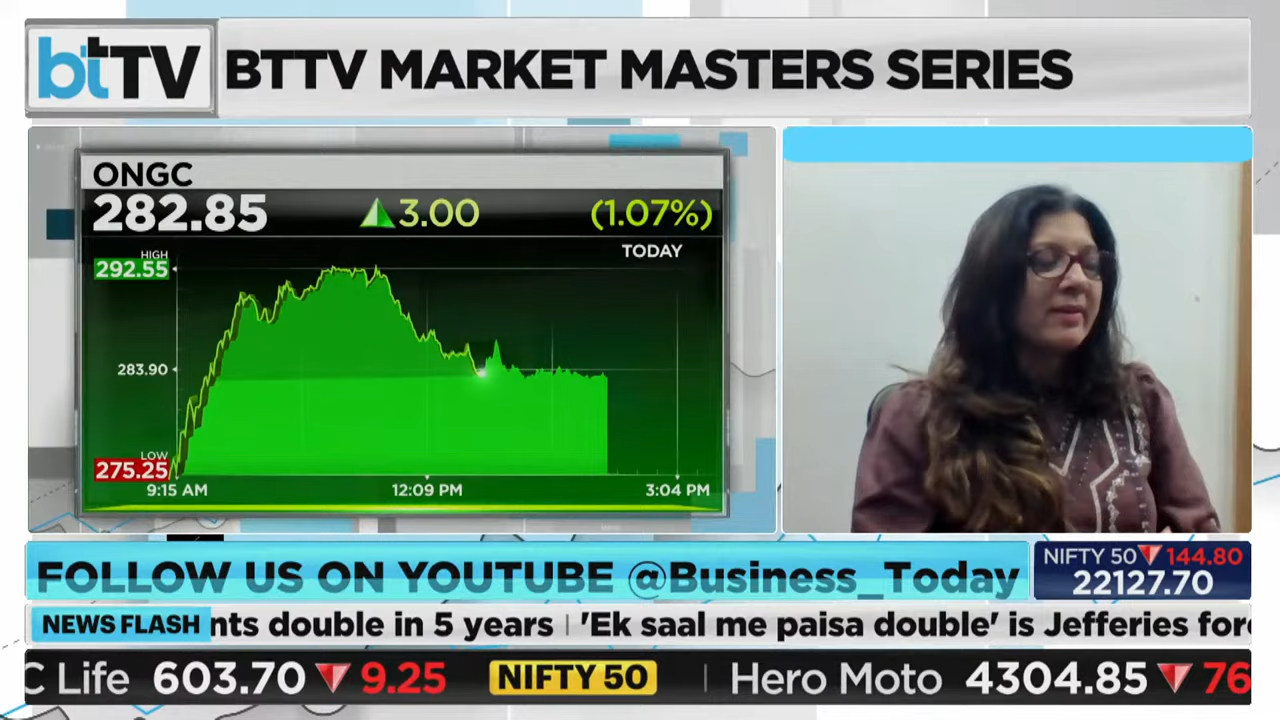 btTV BTTV MARKET MASTERS SERIES
ONGC
282.85 3.00 (1.07%)
TODAY
HIGH
292.55
283.90
LOW
275.25
9:15 AM 12:09 PM 3:04 PM
FOLLOW US ON YOUTUBE @Business_Today
NIFTY 50 144.80
22127.70
NEWS FLASH nts double in 5 years | 'Ek saal me paisa double' is Jefferies for
C Life 603.70 9.25 NIFTY 50 | Hero Moto 4304.85 76